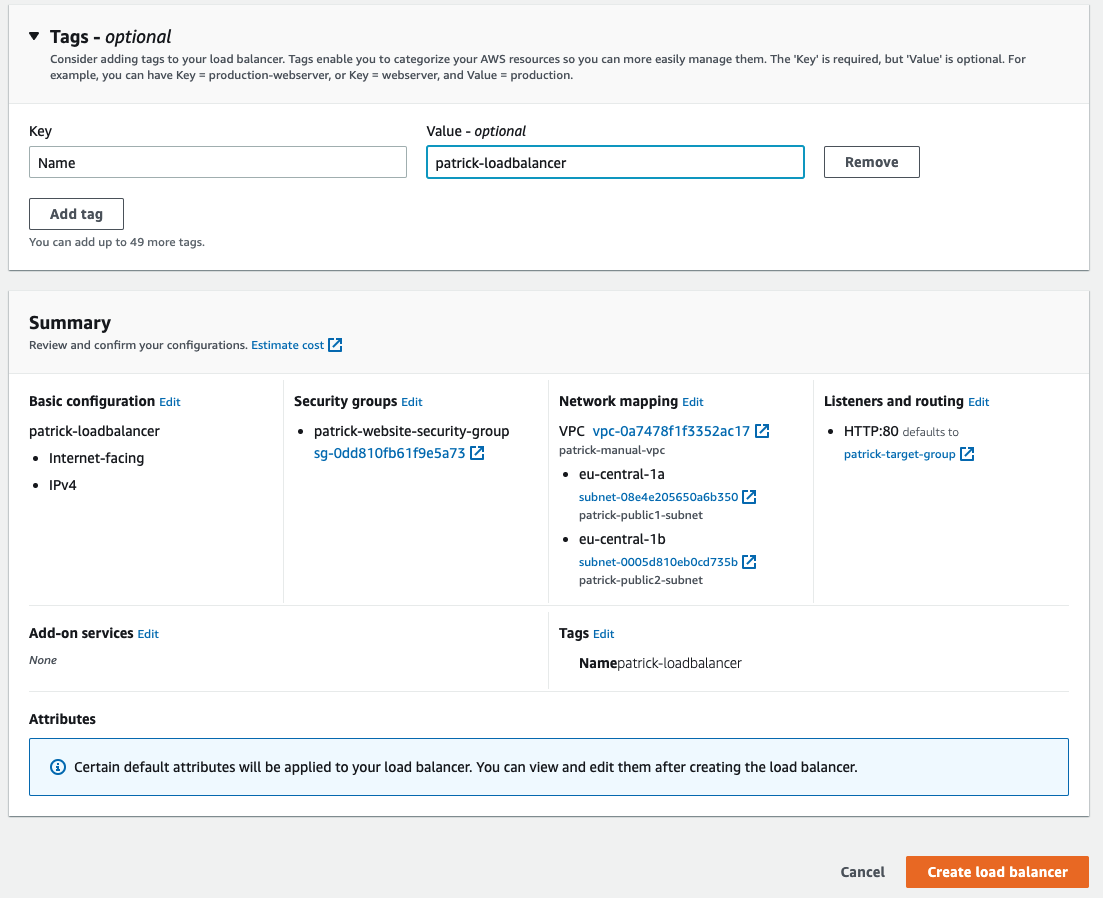 Tags - optional
Consider adding tags to your load balancer. Tags enable you to categorize your AWS resources so you can more easily manage them. The 'Key' is required, but 'Value' is optional. For
example, you can have Key = production-webserver, or Key = webserver, and Value = production.
Key
Value - optional
Name
patrick-loadbalancer
Remove
Add tag
You can add up to 49 more tags.
Summary
Review and confirm your configurations. Estimate cost
Basic configuration Edit
patrick-loadbalancer
• Internet-facing
• IPv4
Security groups Edit
• patrick-website-security-group
sg-0dd810fb61f9e5a73
Network mapping Edit
VPC vpc-0a7478f1f3352ac17
patrick-manual-vpc
• eu-central-1a
subnet-08e4e205650a6b350
patrick-public1-subnet
• eu-central-1b
subnet-0005d810eb0cd735b
patrick-public2-subnet
Listeners and routing Edit
• HTTP:80 defaults to
patrick-target-group
Add-on services Edit
None
Tags Edit
Namepatrick-loadbalancer
Attributes
Certain default attributes will be applied to your load balancer. You can view and edit them after creating the load balancer.
Cancel
Create load balancer